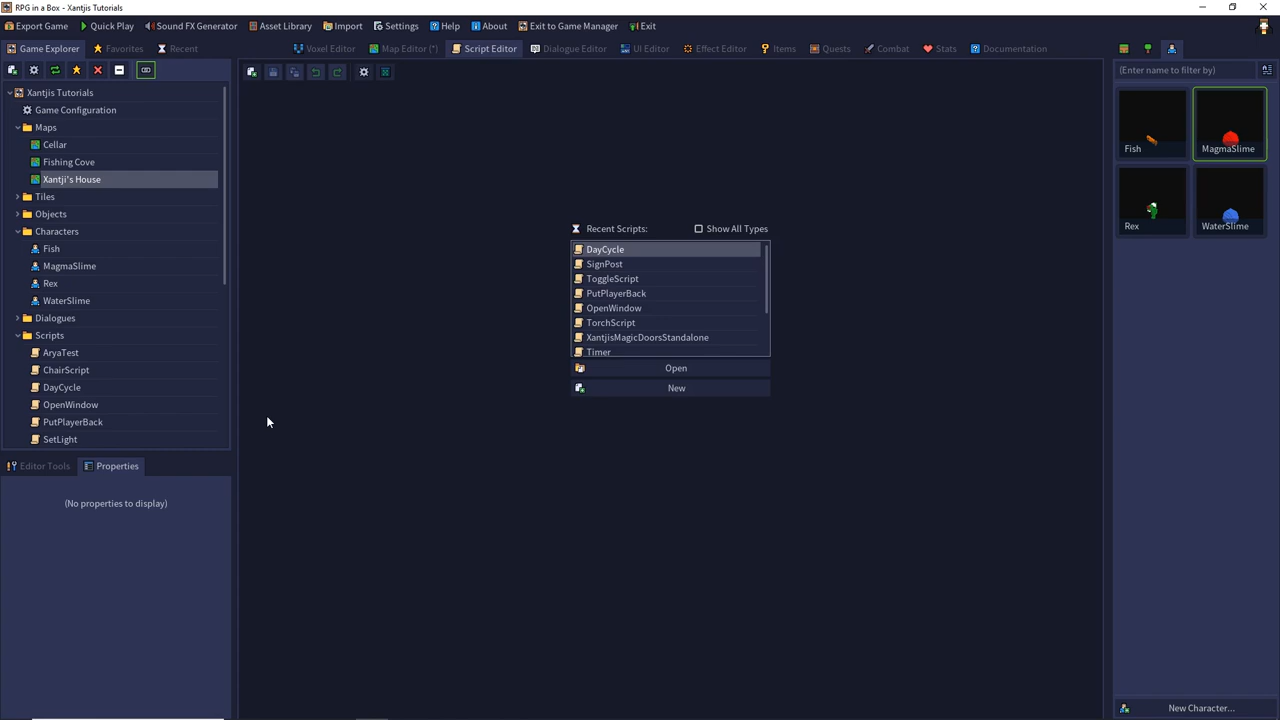 RPG in a Box - Xantjis Tutorials
Export Game Quick Play Sound FX Generator Asset Library Import Settings Help About Exit to Game Manager Exit
Game Explorer Favorites Recent
Voxel Editor Map Editor (*) Script Editor Dialogue Editor UI Editor Effect Editor Items Quests Combat Stats Documentation
(Enter name to filter by)
Xantjis Tutorials
Game Configuration
Maps
Cellar
Fishing Cove
Xantji's House
Tiles
Objects
Characters
Fish
MagmaSlime
Rex
WaterSlime
Dialogues
Scripts
AryaTest
ChairScript
DayCycle
OpenWindow
PutPlayerBack
SetLight
Editor Tools Properties
(No properties to display)
Recent Scripts: Show All Types
DayCycle
SignPost
ToggleScript
PutPlayerBack
OpenWindow
TorchScript
XantjisMagicDoorsStandalone
Timer
Open
New
Fish MagmaSlime
Rex WaterSlime
New Character...